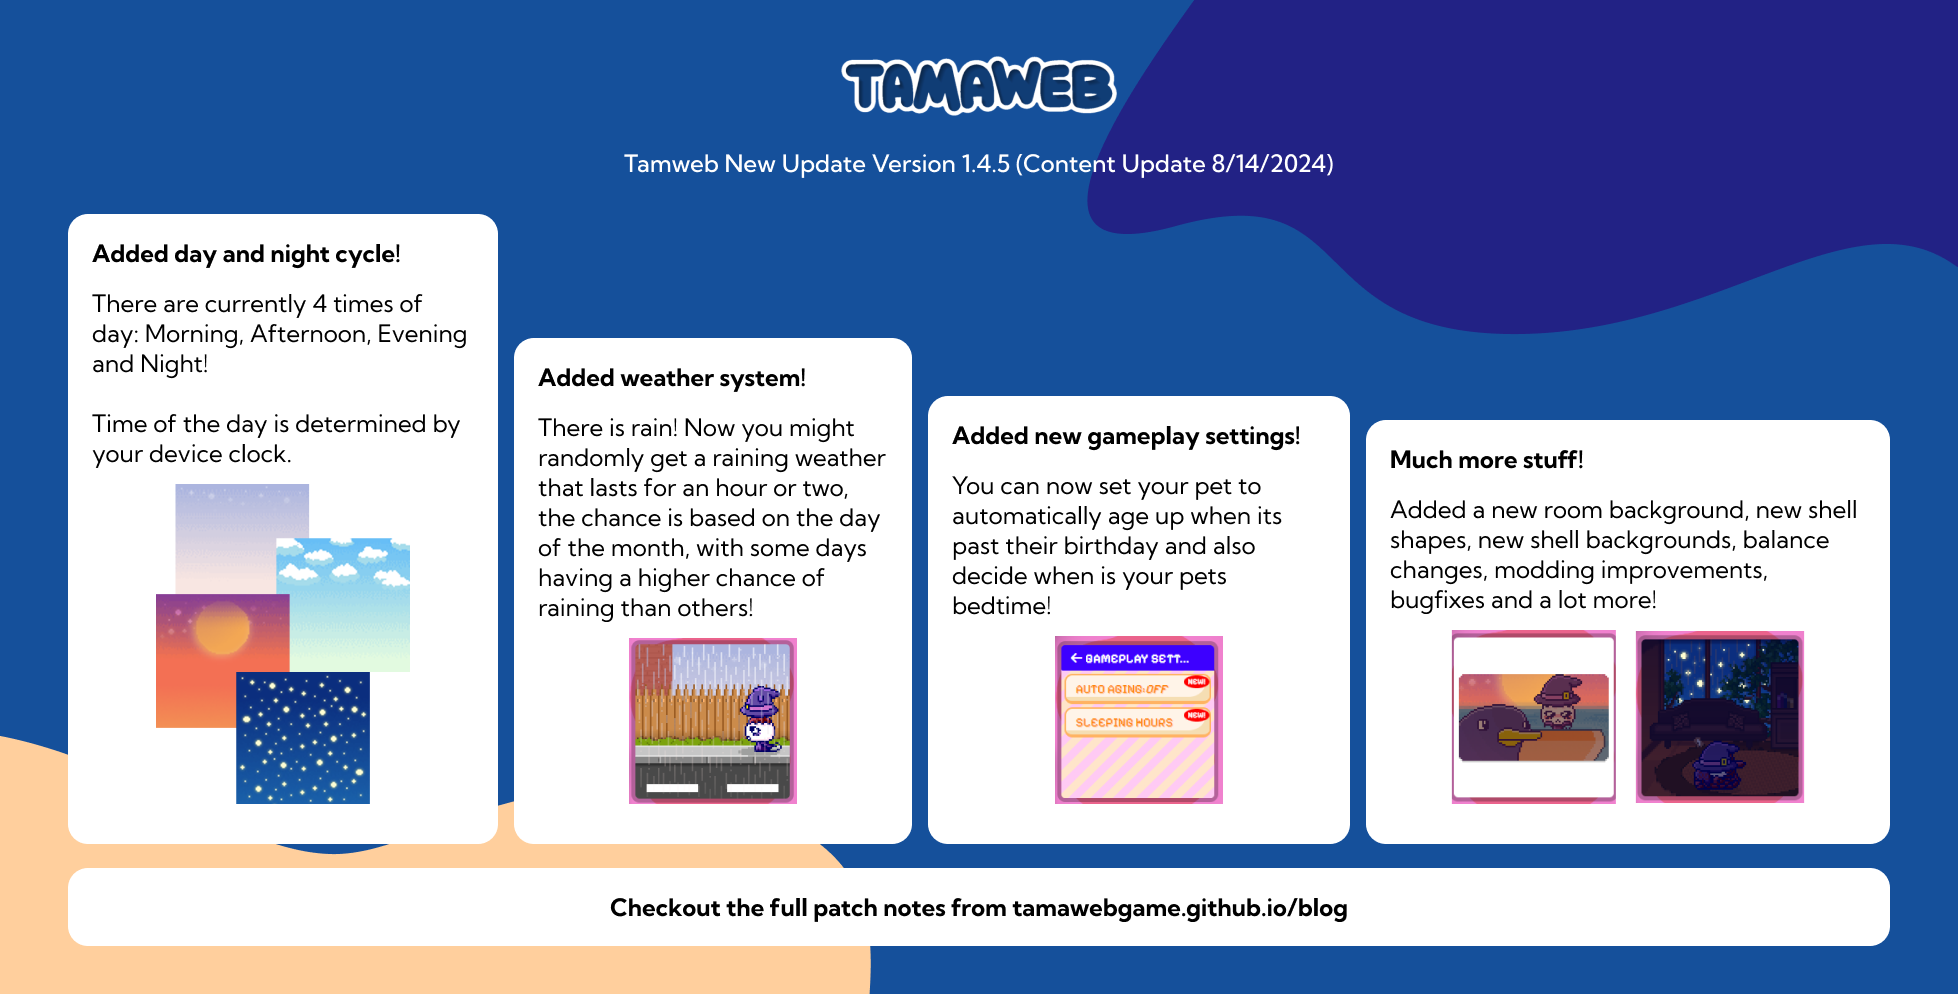 TAMAWEB
Tamweb New Update Version 1.4.5 (Content Update 8/14/2024)
Added day and night cycle!
There are currently 4 times of
day: Morning, Afternoon, Evening
and Night!
Time of the day is determined by
your device clock.
Added weather system!
There is rain! Now you might
randomly get a raining weather
that lasts for an hour or two,
the chance is based on the day
of the month, with some days
having a higher chance of
raining than others!
Added new gameplay settings!
You can now set your pet to
automatically age up when its
past their birthday and also
decide when is your pets
bedtime!
← GAMEPLAY SETT...
AUTO AGING: OFF
NEW!
SLEEPING HOURS
NEW!
Much more stuff!
Added a new room background, new shell
shapes, new shell backgrounds, balance
changes, modding improvements,
bugfixes and a lot more!
Checkout the full patch notes from tamawebgame.github.io/blog